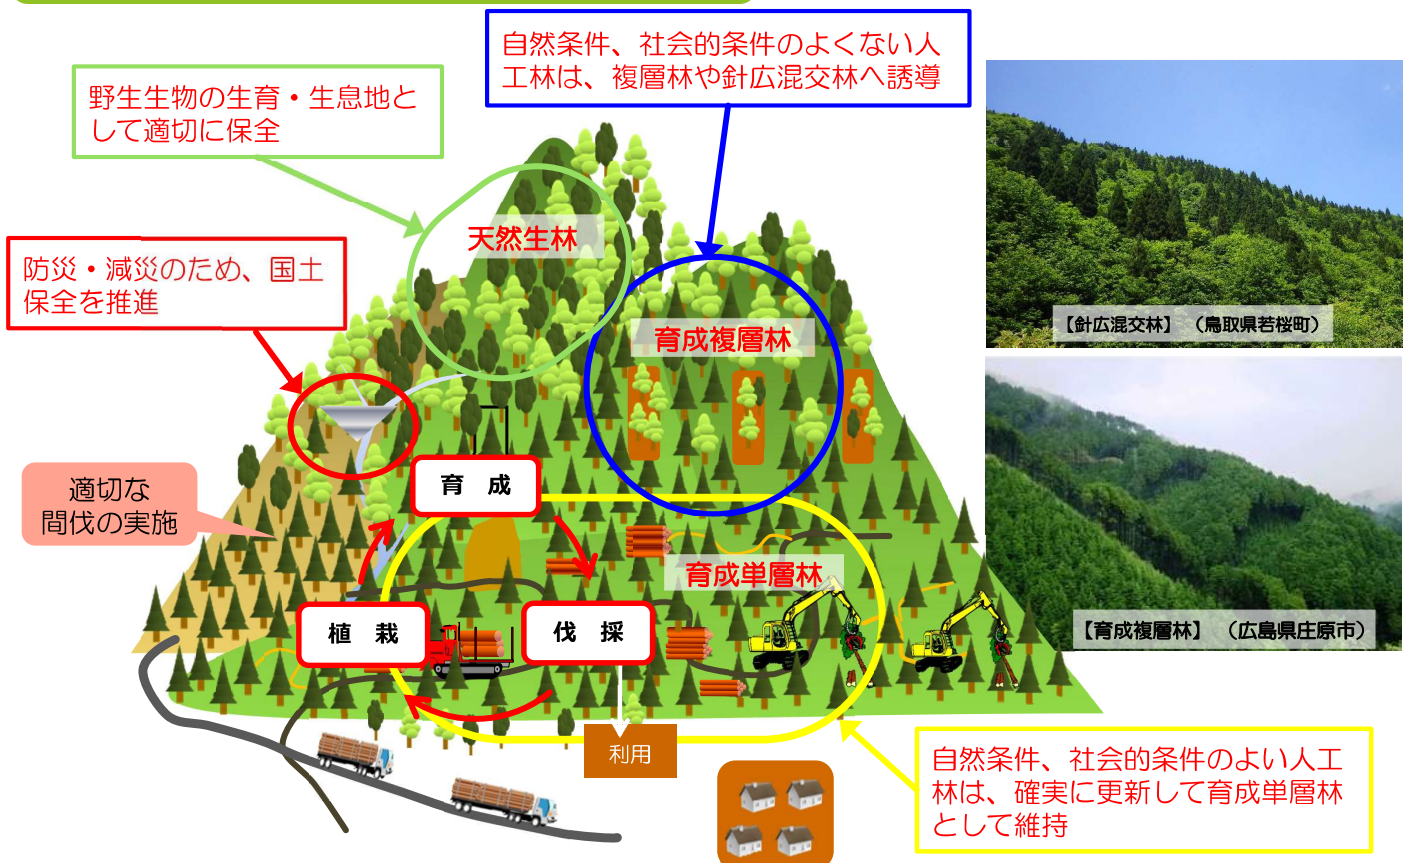 自然条件、社会的条件のよくない人
工林は、複層林や針広混交林へ誘導
野生生物の生育・生息地と
して適切に保全
天然生林
防災・減災のため、国土
保全を推進
【針広混交林】（鳥取県若桜町）
育成複層林
適切な
間伐の実施
育 成
育成単層林
植 栽
伐 採
【育成複層林】（広島県庄原市）
利用
自然条件、社会的条件のよい人工
林は、確実に更新して育成単層林
として維持